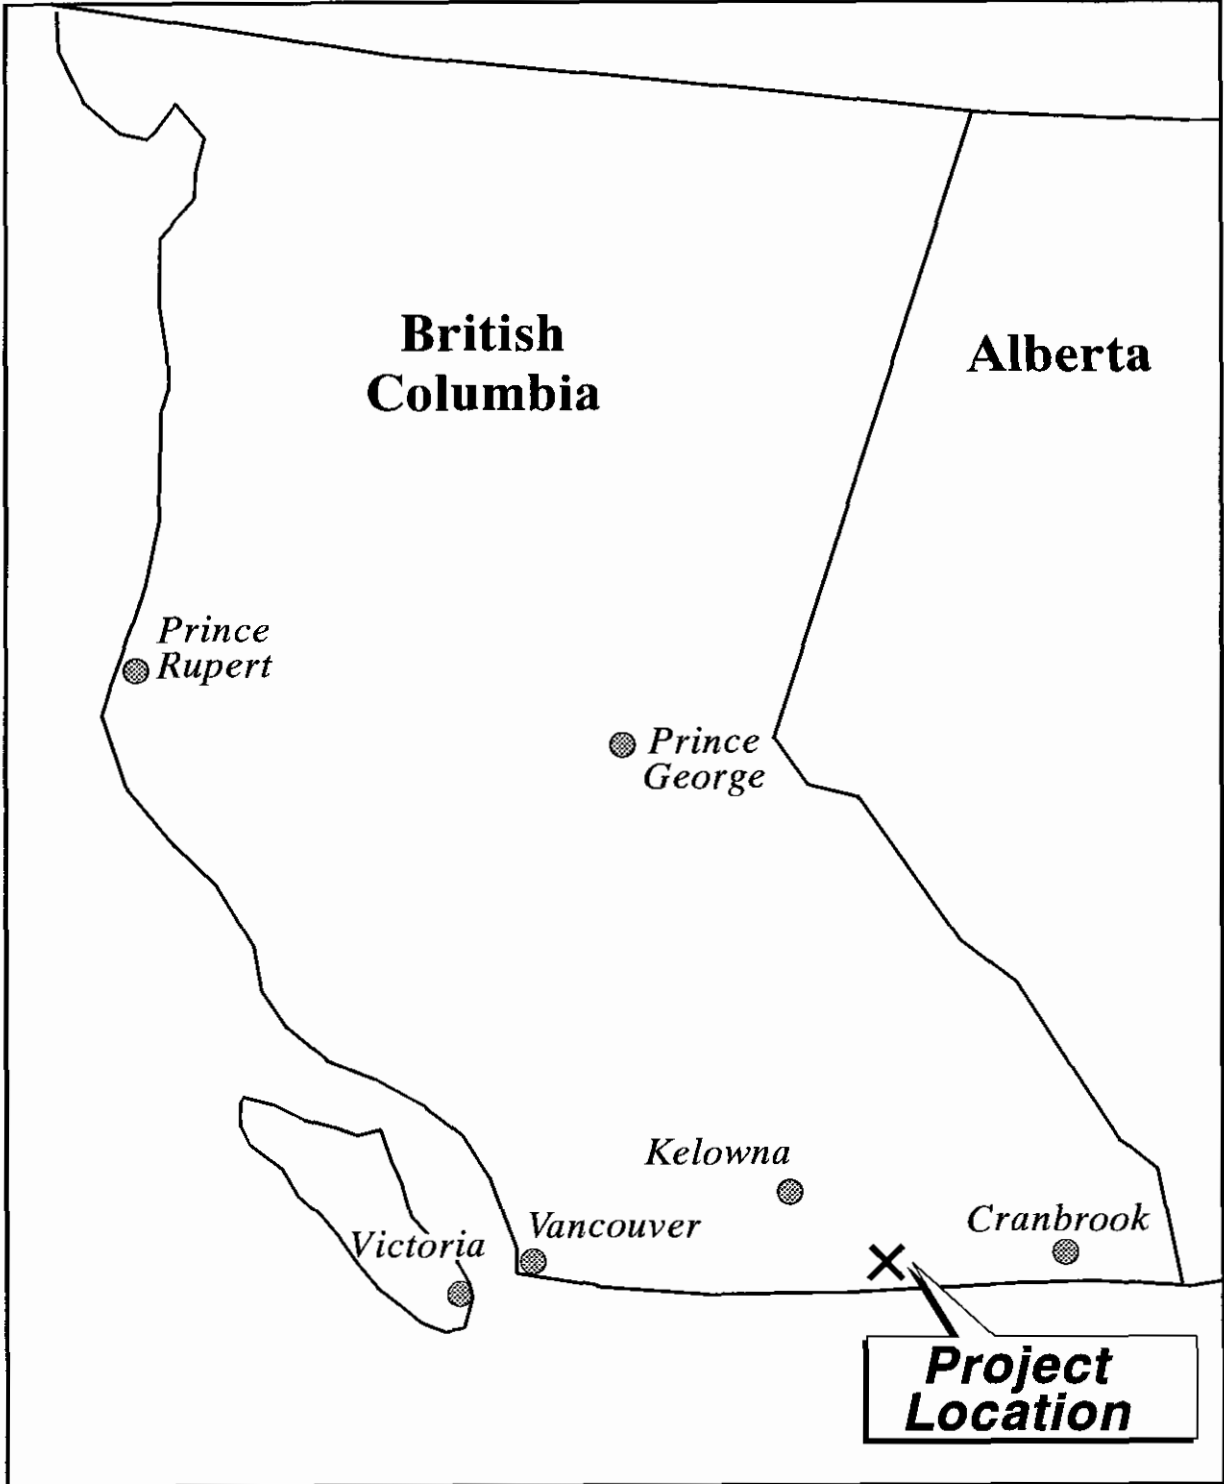 British
Columbia
Alberta
Prince
Rupert
Prince
George
Kelowna
Cranbrook
Vancouver
Victoria
Project
Location